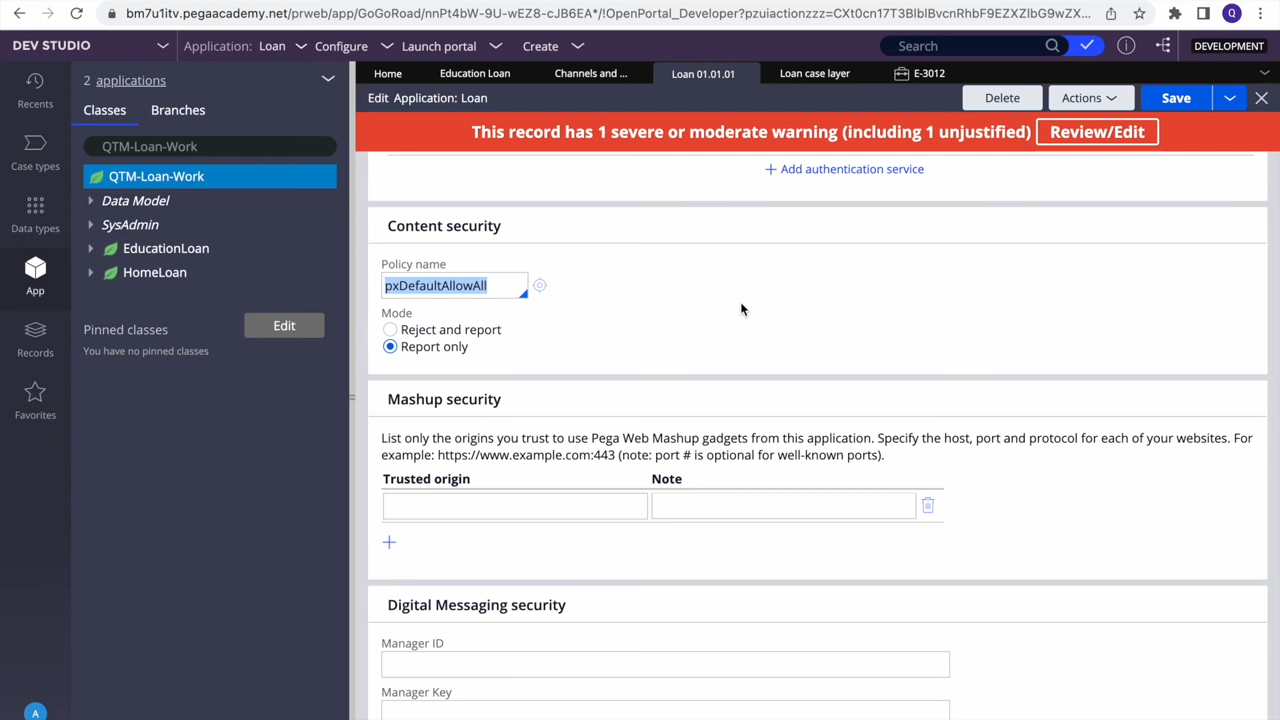 bm7u1itv.pegaacademy.net/prweb/app/GoGoRoad/nnPt4bW-9U-wEZ8-cJB6EA*/!OpenPortal_Developer?pzuiactionzzz=CXt0cn17T3BlblBvcnRhbF9EZXZlbG9wZX...
Q
DEV STUDIO
Application: Loan
Configure
Launch portal
Create
Search
DEVELOPMENT
Recents
Case types
Data types
App
Records
Favorites
A
2 applications
Classes
Branches
QTM-Loan-Work
QTM-Loan-Work
Data Model
SysAdmin
EducationLoan
HomeLoan
Pinned classes
Edit
You have no pinned classes
Home
Education Loan
Channels and ...
Loan 01.01.01
Loan case layer
E-3012
Edit Application: Loan
Delete
Actions
Save
This record has 1 severe or moderate warning (including 1 unjustified)
Review/Edit
+ Add authentication service
Content security
Policy name
pxDefaultAllowAll
Mode
Reject and report
Report only
Mashup security
List only the origins you trust to use Pega Web Mashup gadgets from this application. Specify the host, port and protocol for each of your websites. For
example: https://www.example.com:443 (note: port # is optional for well-known ports).
Trusted origin
Note
Digital Messaging security
Manager ID
Manager Key